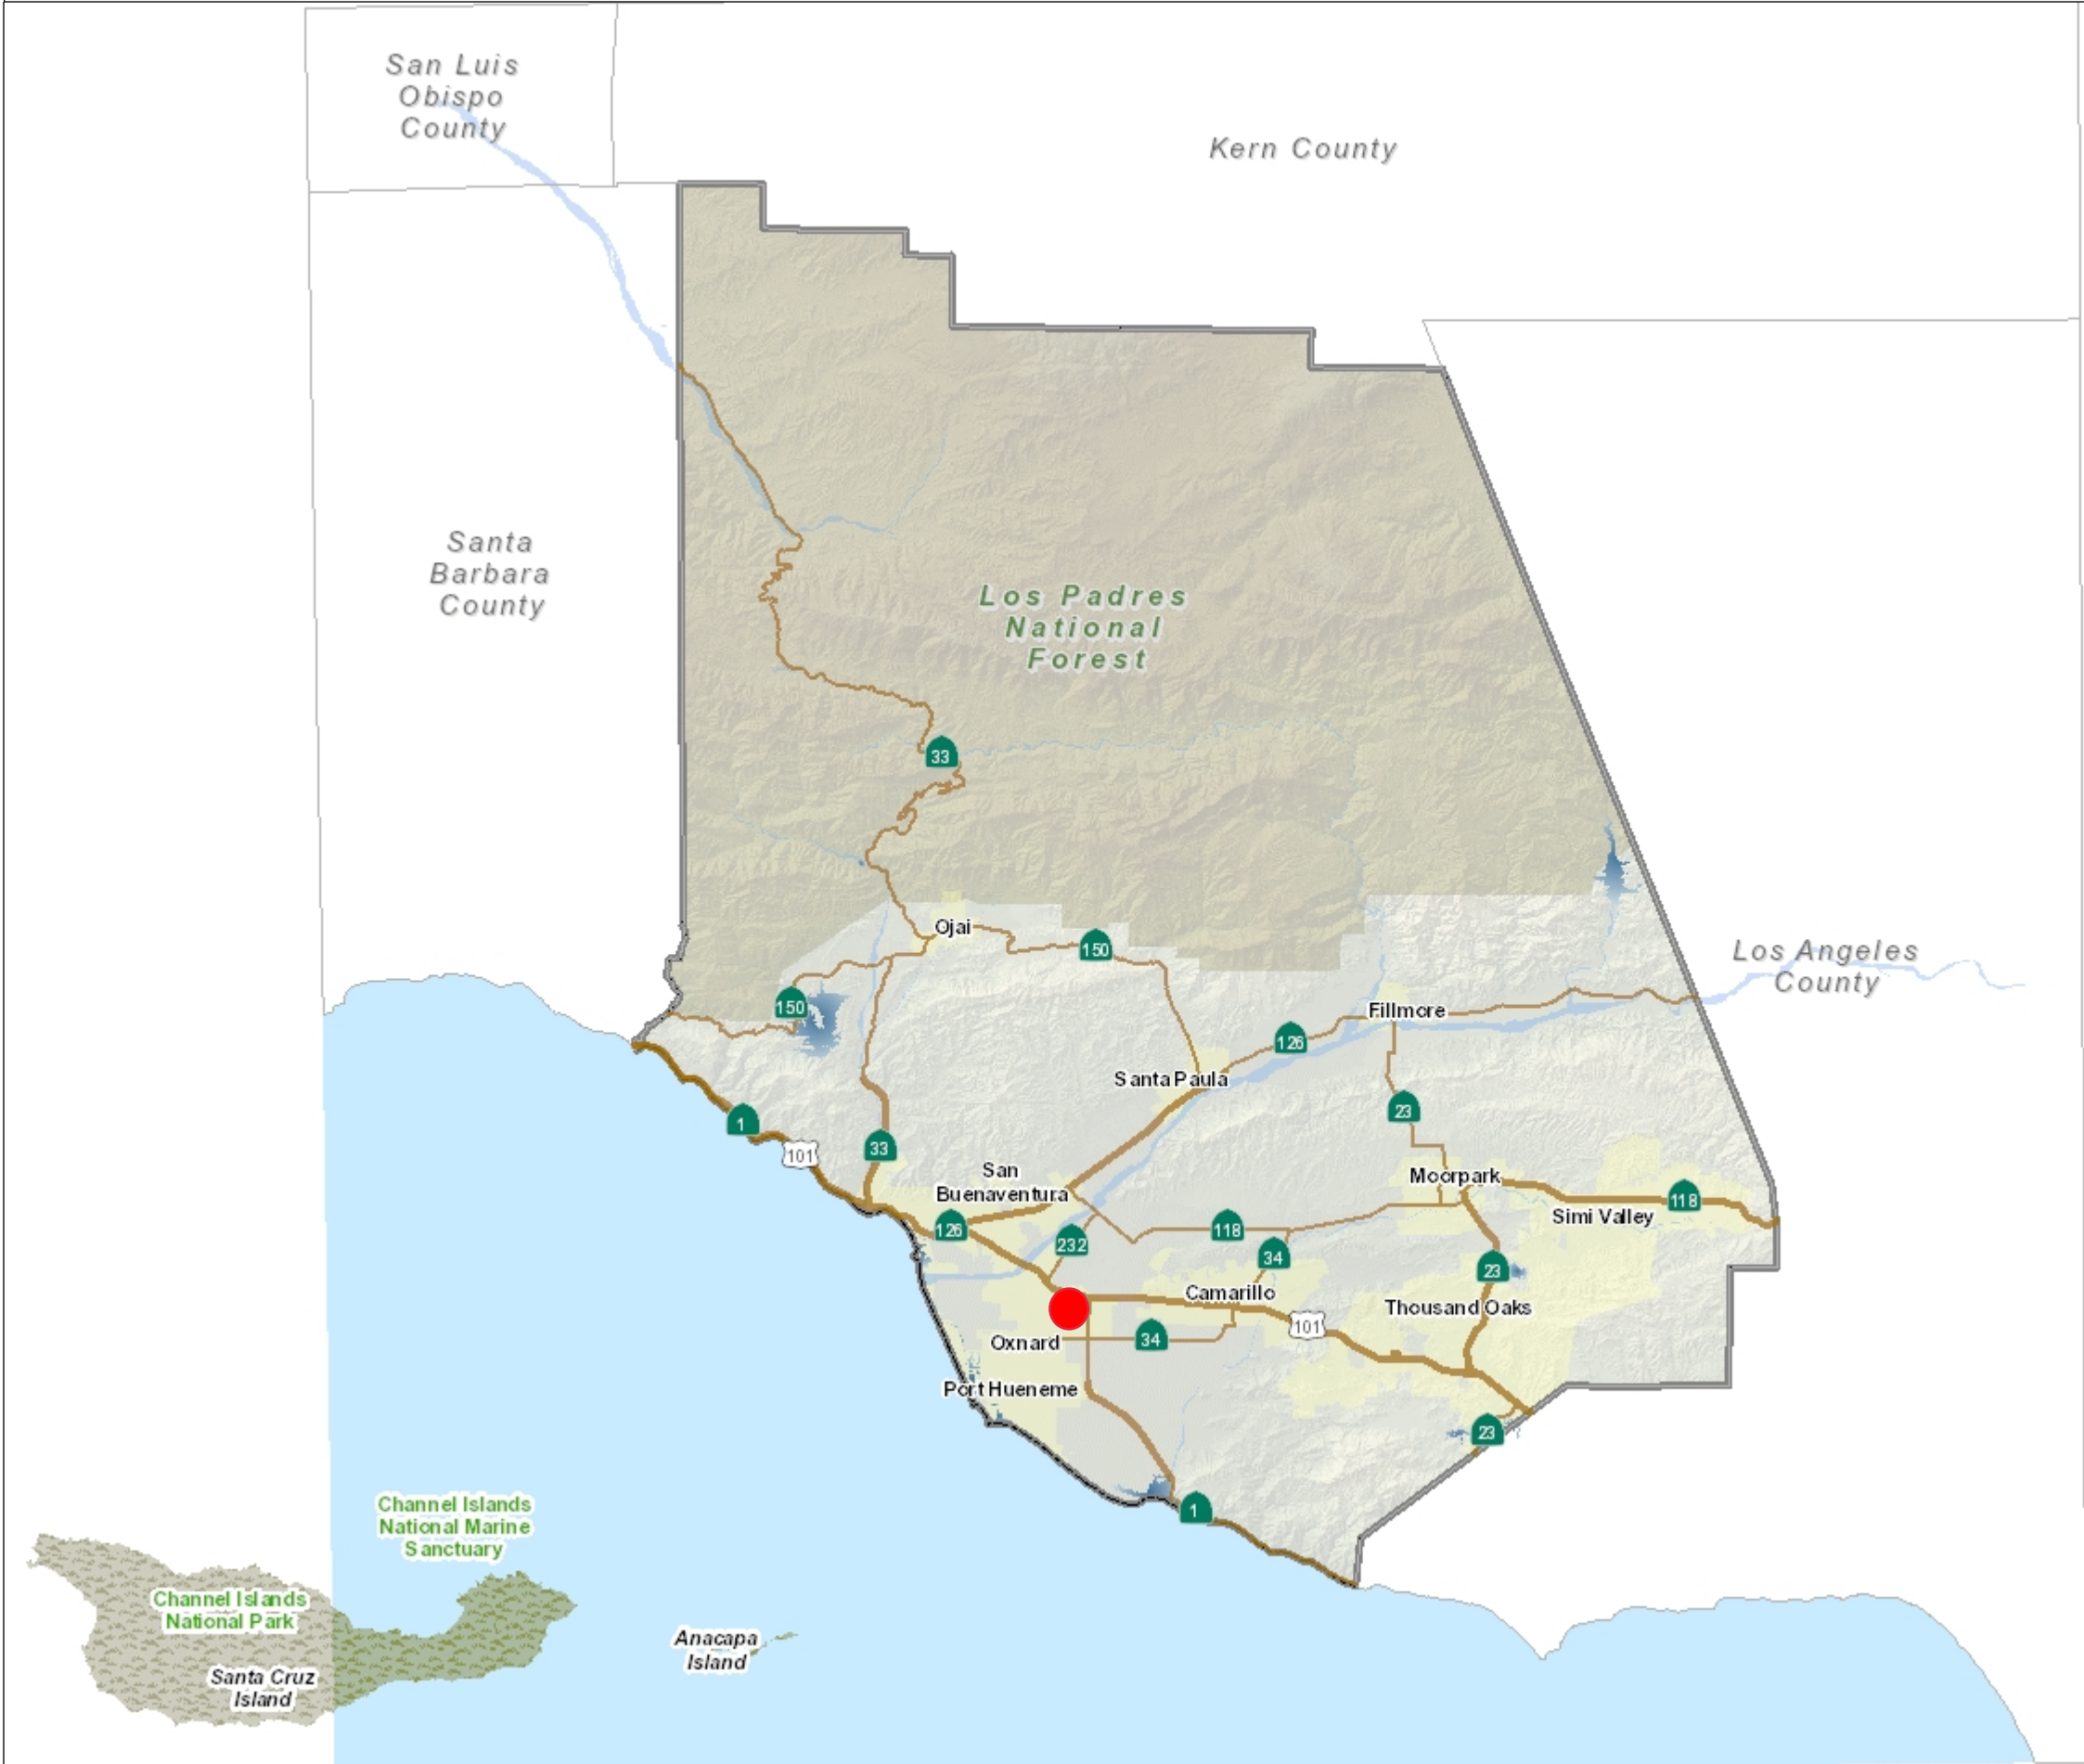 San Luis
Obispo
County
Kern County
Santa
Barbara
County
Los Padres
National
Forest
33
Ojai
150
150
Los Angeles
County
Fillmore
126
Santa Paula
23
1
101
33
San
Buenaventura
Moorpark
118
Simi Valley
126
232
118
34
23
Camarillo
Thousand Oaks
101
Oxnard
34
Port Hueneme
23
1
Channel Islands
National Marine
Sanctuary
Channel Islands
National Park
Anacapa
Island
Santa Cruz
Island